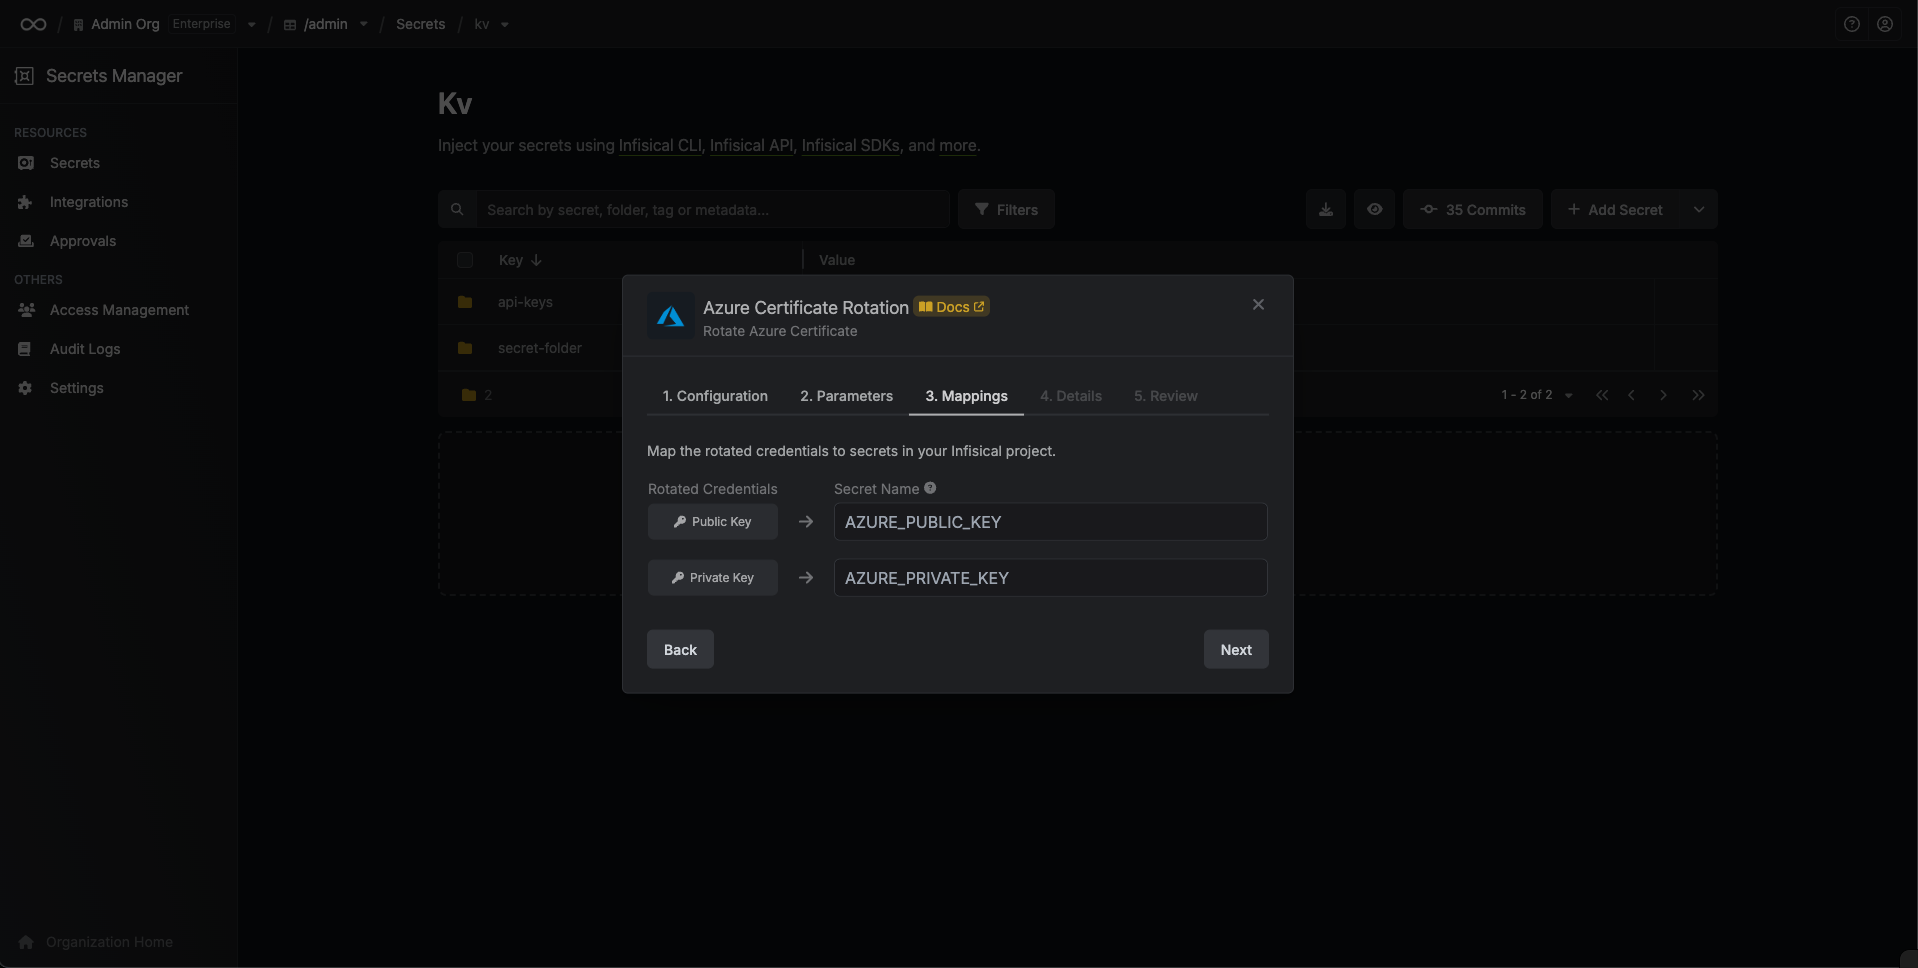 / Admin Org Enterprise / /admin / Secrets / kv
Secrets Manager
RESOURCES
Secrets
Integrations
Approvals
OTHERS
Access Management
Audit Logs
Settings
Organization Home
Kv
Inject your secrets using Infisical CLI, Infisical API, Infisical SDKs, and more.
Search by secret, folder, tag or metadata...
Filters
35 Commits
+ Add Secret
Key
Value
api-keys
secret-folder
2
1 - 2 of 2
Azure Certificate Rotation Docs
Rotate Azure Certificate
1. Configuration 2. Parameters 3. Mappings 4. Details 5. Review
Map the rotated credentials to secrets in your Infisical project.
Rotated Credentials Secret Name
Public Key AZURE_PUBLIC_KEY
Private Key AZURE_PRIVATE_KEY
Back Next